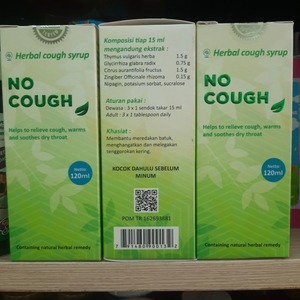 Herbal cough syrup
NO
COUGH
Helps to relieve cough, warms
and soothes dry throat
Netto:
120ml
Containing natural herbal remedy
Komposisi tiap 15 ml
mengandung ekstrak :
Thymus vulgaris herba 1.5 g
Glycirrhiza glabra radix 0.75 g
Citrus aurantifolia fructus 1.5 g
Zingiber Officinale rhizoma 0.15 g
Nipagin, potasium sorbat, sucralose
Aturan pakai :
Dewasa : 3 x 1 sendok takar 15 ml
Adult : 3 x 1 tablespoon daily
Khasiat :
Membantu meredakan batuk,
menghangatkan dan melegakan
tenggorokan kering.
KOCOK DAHULU SEBELUM
MINUM
POM TR 162693881
Herbal cough syrup
NO
COUGH
Helps to relieve cough, warms
and soothes dry throat
Netto:
120ml
Containing natural herbal remedy